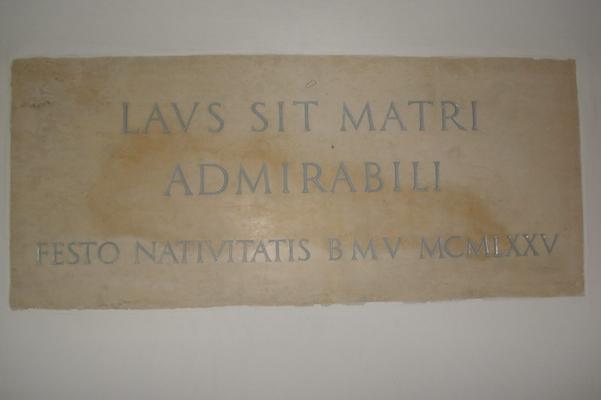 LAVS SIT MATRI
ADMIRABILI
FESTO NATIVITATIS B M V MCMLXXV